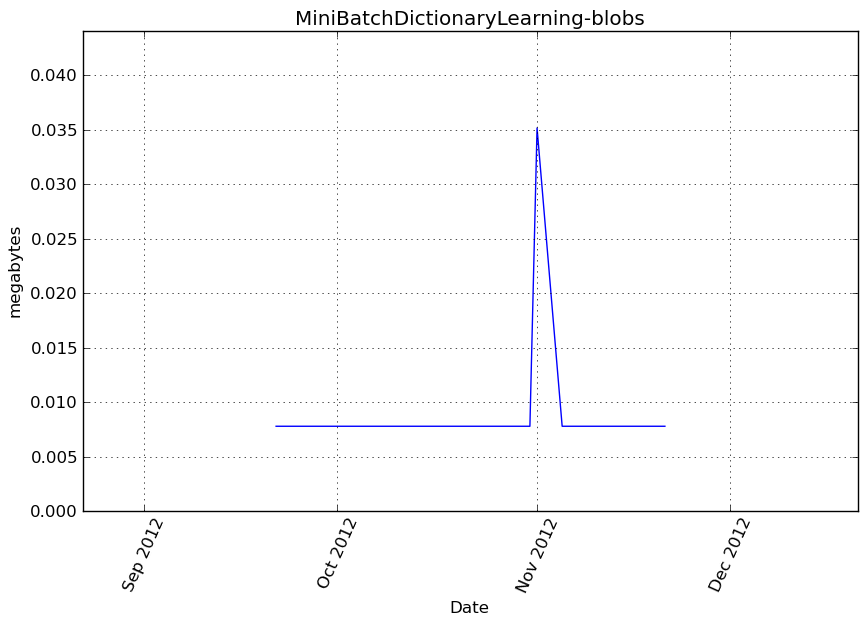 MiniBatchDictionaryLearning-blobs
megabytes
0.040
0.035
0.030
0.025
0.020
0.015
0.010
0.005
0.000
Sep 2012
Oct 2012
Nov 2012
Dec 2012
Date